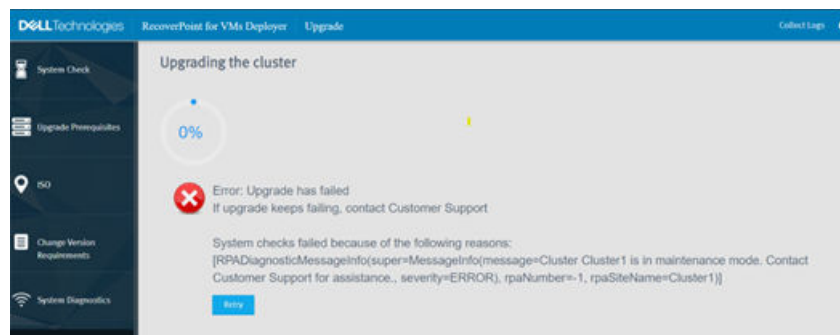 DELLTechnologies RecoverPoint for VMs Deployer Upgrade Collect Logs
System Check
Upgrade Prerequisites
ISO
Change Version
Requirements
System Diagnostics
Upgrading the cluster
0%
Error: Upgrade has failed
If upgrade keeps failing, contact Customer Support
System checks failed because of the following reasons:
[RPADiagnosticMessageInfo(super=MessageInfo(message=Cluster Cluster1 is in maintenance mode. Contact
Customer Support for assistance., severity=ERROR), rpaNumber=-1, rpaSiteName=Cluster1)]
Retry